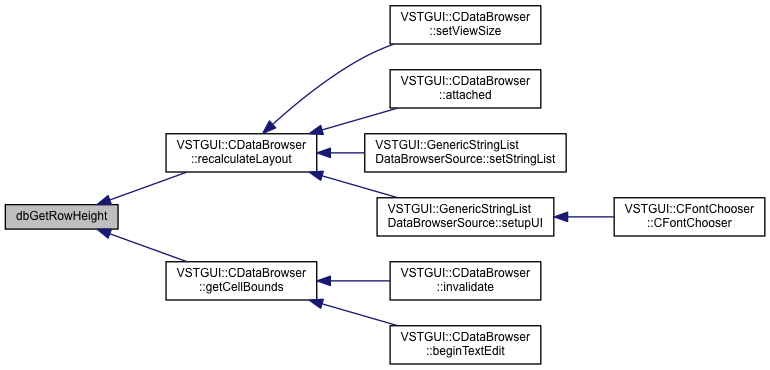 VSTGUI::CDataBrowser
::setViewSize
VSTGUI::CDataBrowser
::attached
VSTGUI::CDataBrowser
::recalculateLayout
VSTGUI::GenericStringList
DataBrowserSource::setStringList
dbGetRowHeight
VSTGUI::GenericStringList
DataBrowserSource::setupUI
VSTGUI::CFontChooser
::CFontChooser
VSTGUI::CDataBrowser
::getCellBounds
VSTGUI::CDataBrowser
::invalidate
VSTGUI::CDataBrowser
::beginTextEdit